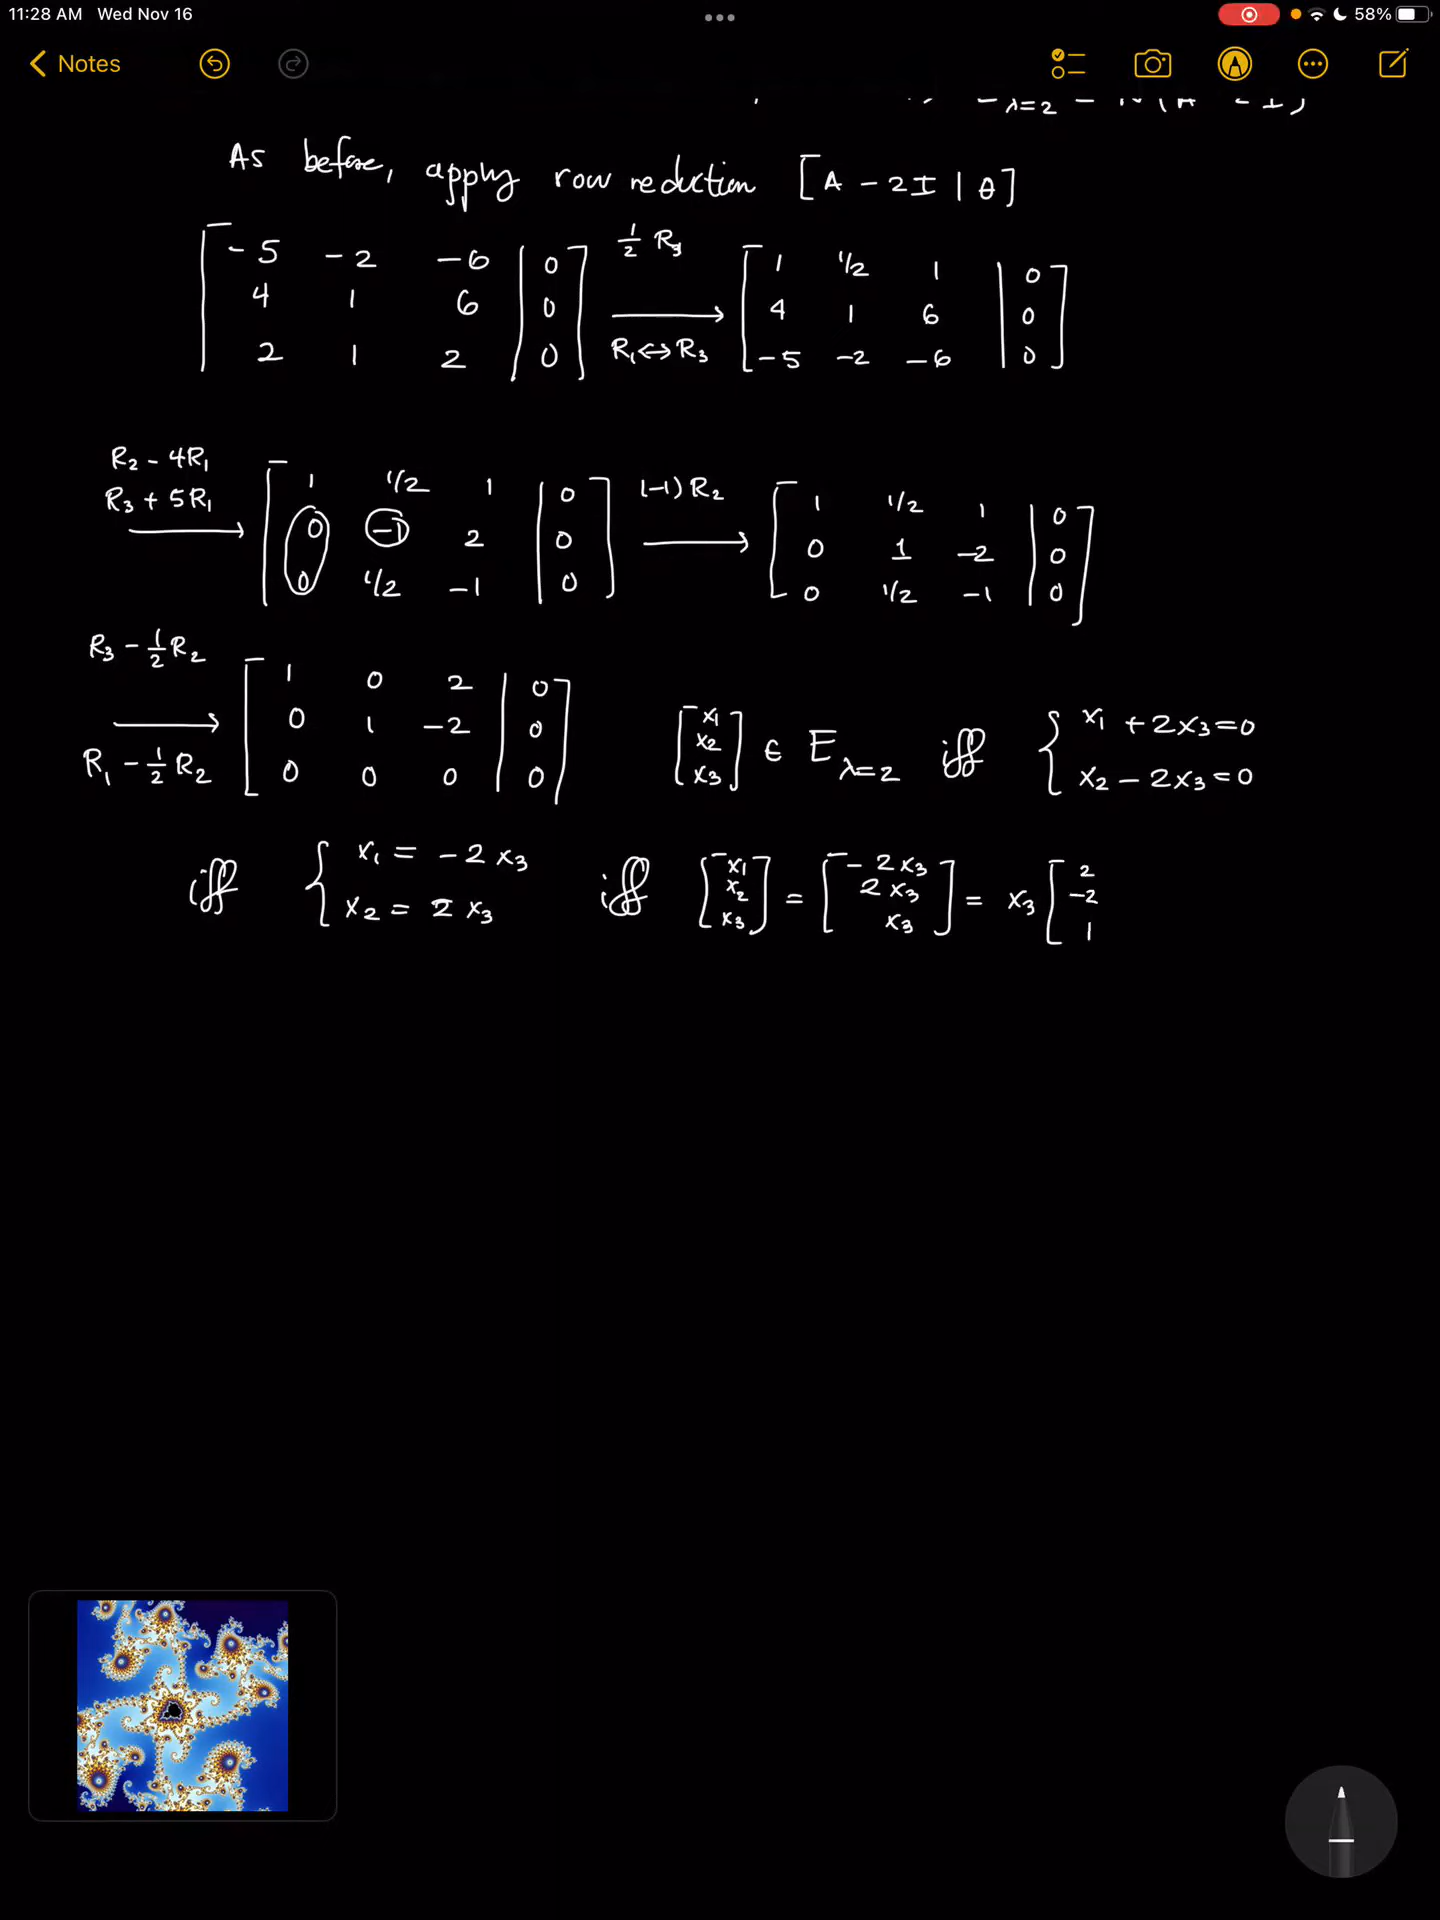 11:28 AM Wed Nov 16 58%
Notes
λ=2
As before, apply row reduction [A - 2I | θ]
[-5 -2 -6 | 0] ½ R₃ [1 1/2 1 | 0]
[4 1 6 | 0] → [4 1 6 | 0]
[2 1 2 | 0] R₁ ↔ R₃ [-5 -2 -6 | 0]
R₂ - 4R₁ [1 1/2 1 | 0] (-1) R₂ [1 1/2 1 | 0]
R₃ + 5R₁ → [0 -1 2 | 0] → [0 1 -2 | 0]
[0 1/2 -1 | 0] [0 1/2 -1 | 0]
R₃ - ½R₂ [1 0 2 | 0] [x₁ { x₁ + 2x₃ = 0
→ [0 1 -2 | 0] x₂ ∈ E λ=2 iff
R₁ - ½R₂ [0 0 0 | 0] x₃] x₂ - 2x₃ = 0
iff { x₁ = -2x₃ iff [x₁ = [-2x₃ = x₃ [2
x₂ = 2x₃ x₂ 2x₃ -2
x₃] x₃] 1